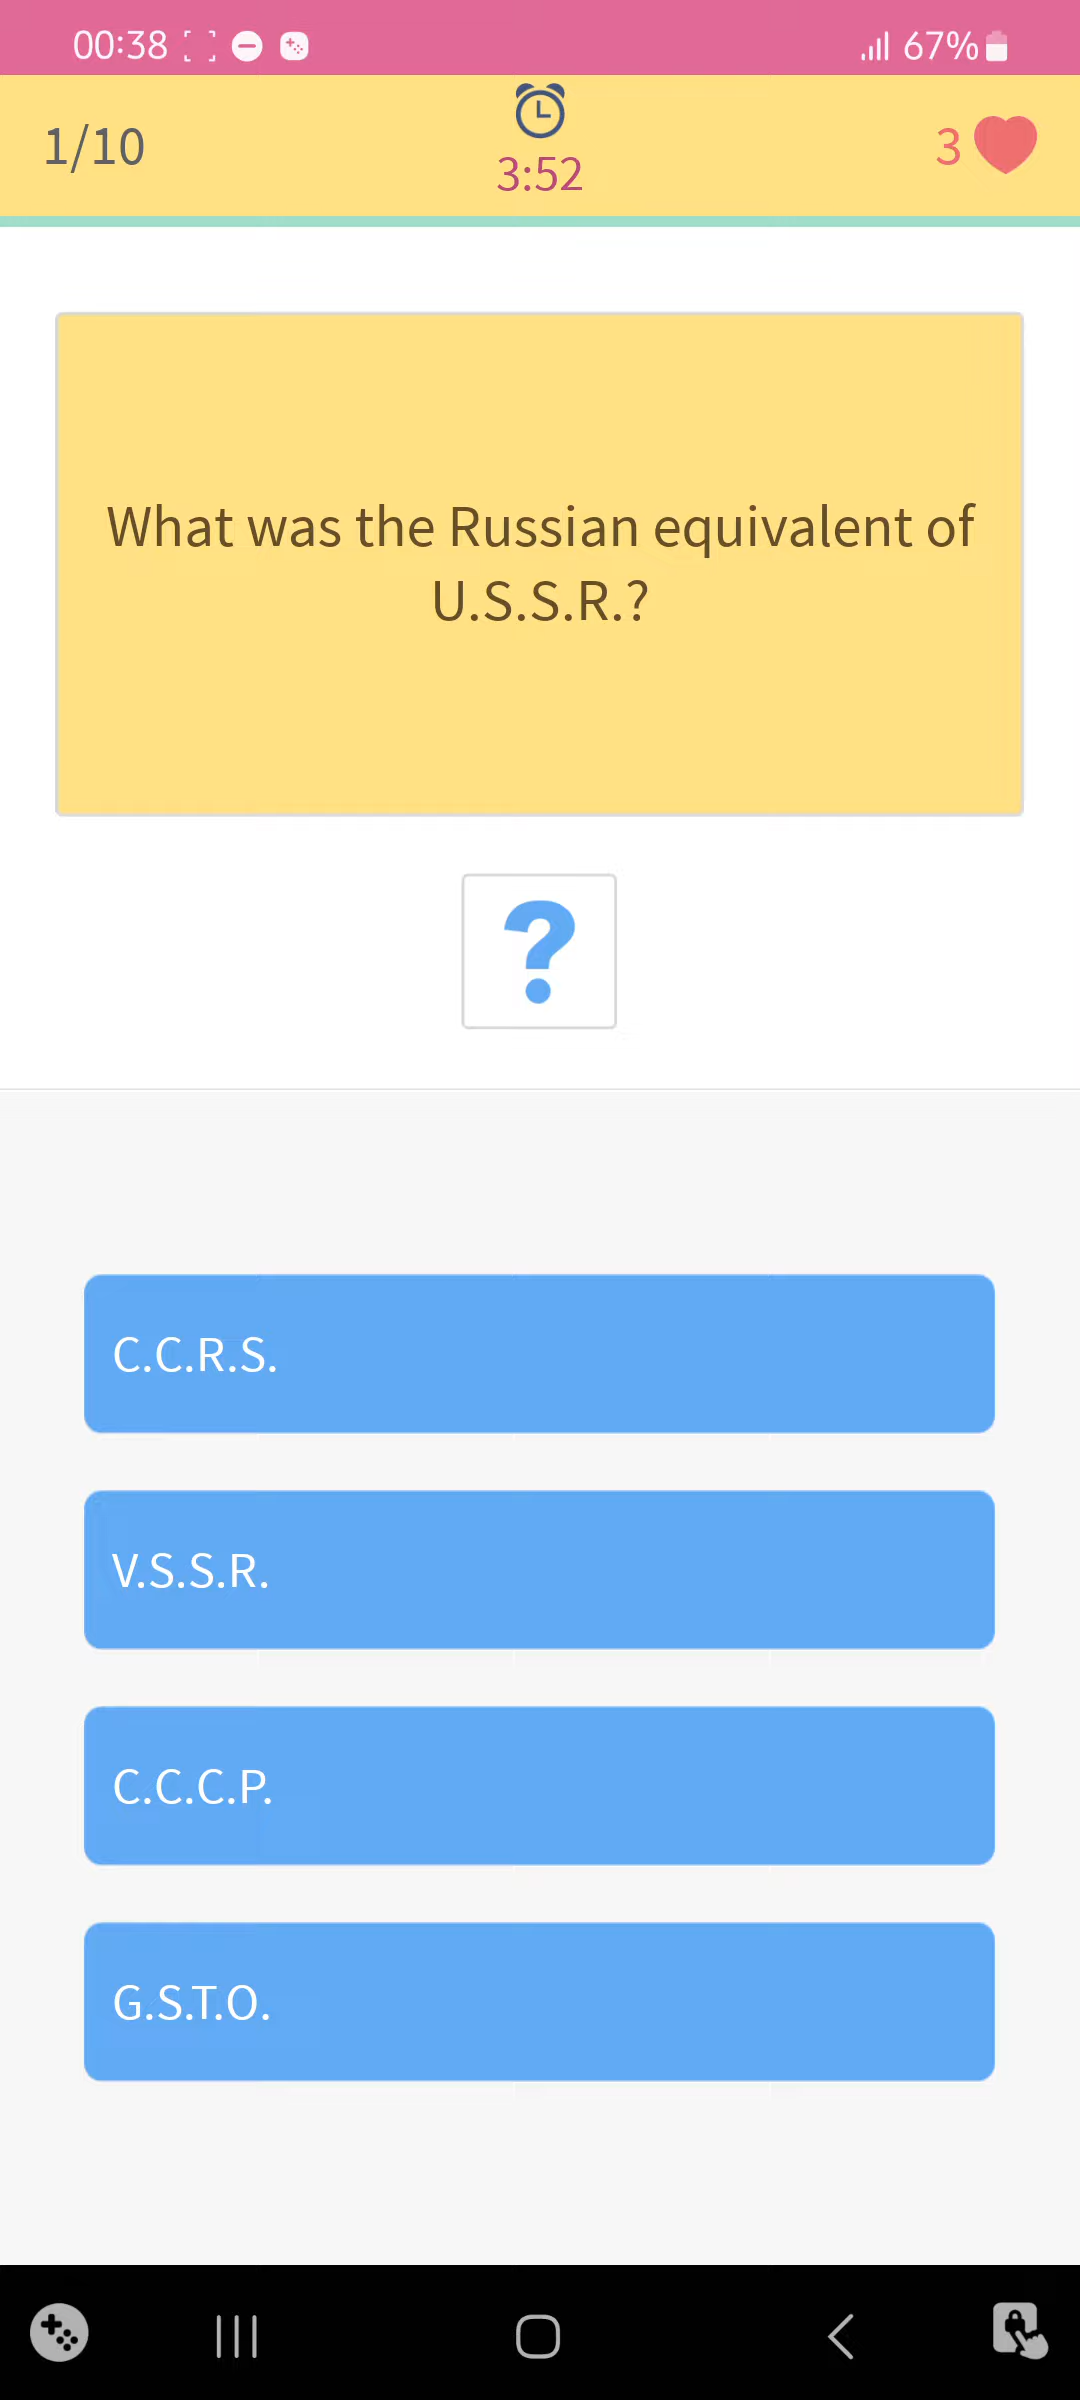 00:38 67%
1/10
3:52
3
What was the Russian equivalent of
U.S.S.R.?
?
C.C.R.S.
V.S.S.R.
C.C.C.P.
G.S.T.O.